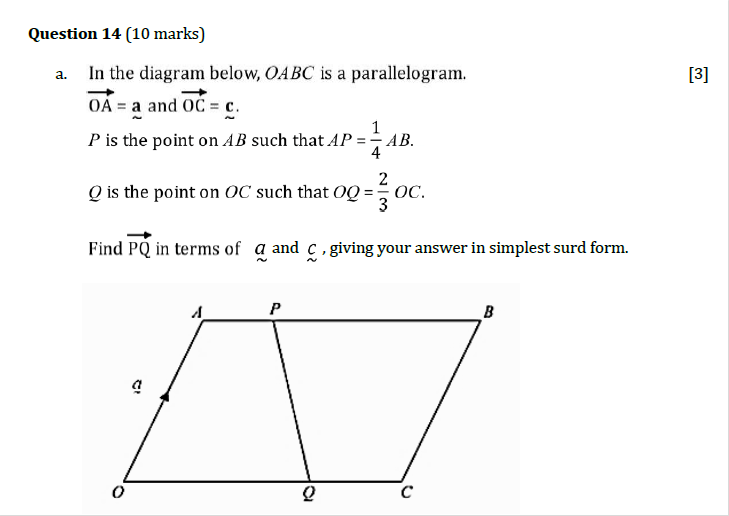 Question 14 (10 marks)
a. In the diagram below, OABC is a parallelogram. [3]
OA = a and OC = c.
P is the point on AB such that AP = 1/4 AB.
Q is the point on OC such that OQ = 2/3 OC.
Find PQ in terms of a and c , giving your answer in simplest surd form.
A P B
a
O Q C